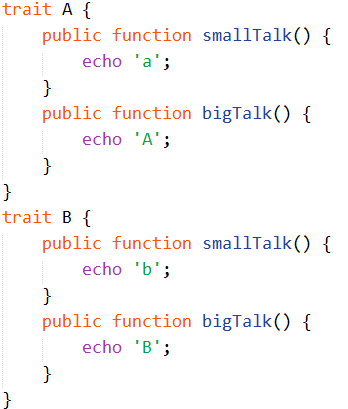 trait A {
    public function smallTalk() {
        echo 'a';
    }
    public function bigTalk() {
        echo 'A';
    }
}
trait B {
    public function smallTalk() {
        echo 'b';
    }
    public function bigTalk() {
        echo 'B';
    }
}